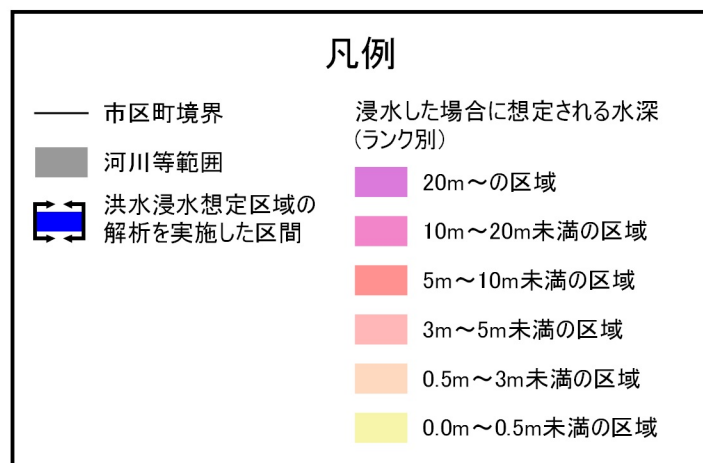 凡例
市区町境界
河川等範囲
洪水浸水想定区域の
解析を実施した区間
浸水した場合に想定される水深
(ランク別)
20m～の区域
10m～20m未満の区域
5m～10m未満の区域
3m～5m未満の区域
0.5m～3m未満の区域
0.0m～0.5m未満の区域